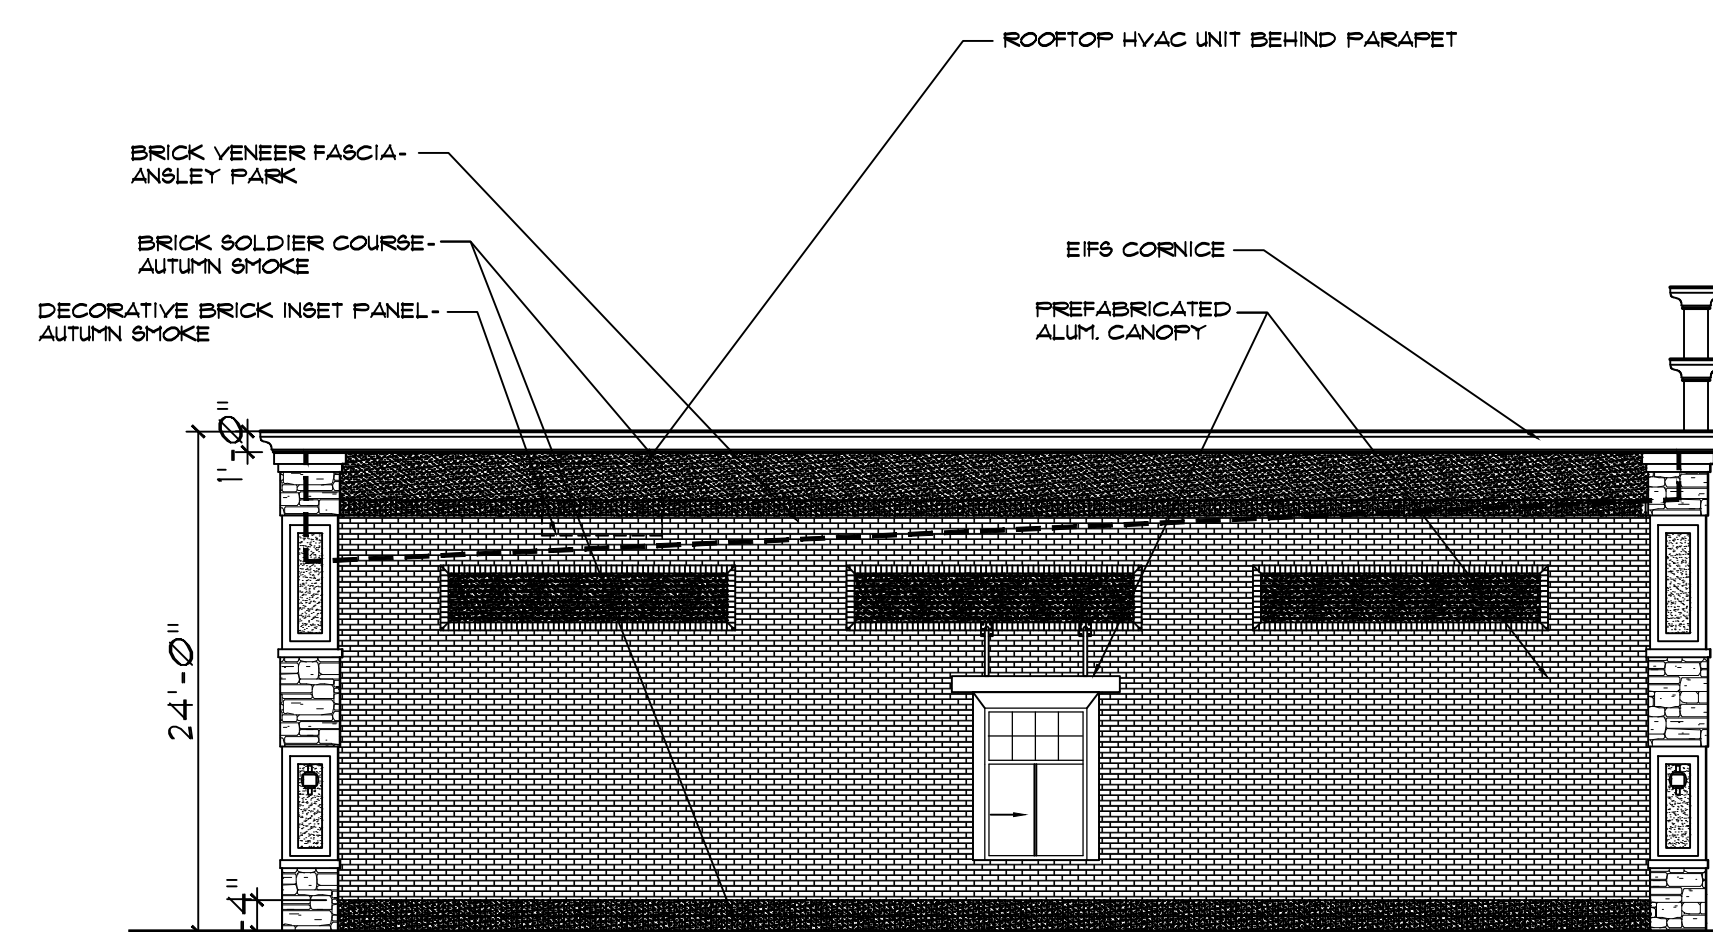 ROOFTOP HVAC UNIT BEHIND PARAPET
BRICK VENEER FASCIA-
ANSLEY PARK
BRICK SOLDIER COURSE-
AUTUMN SMOKE
EIFS CORNICE
DECORATIVE BRICK INSET PANEL-
AUTUMN SMOKE
PREFABRICATED
ALUM. CANOPY
1'-0"
24'-0"
-4"